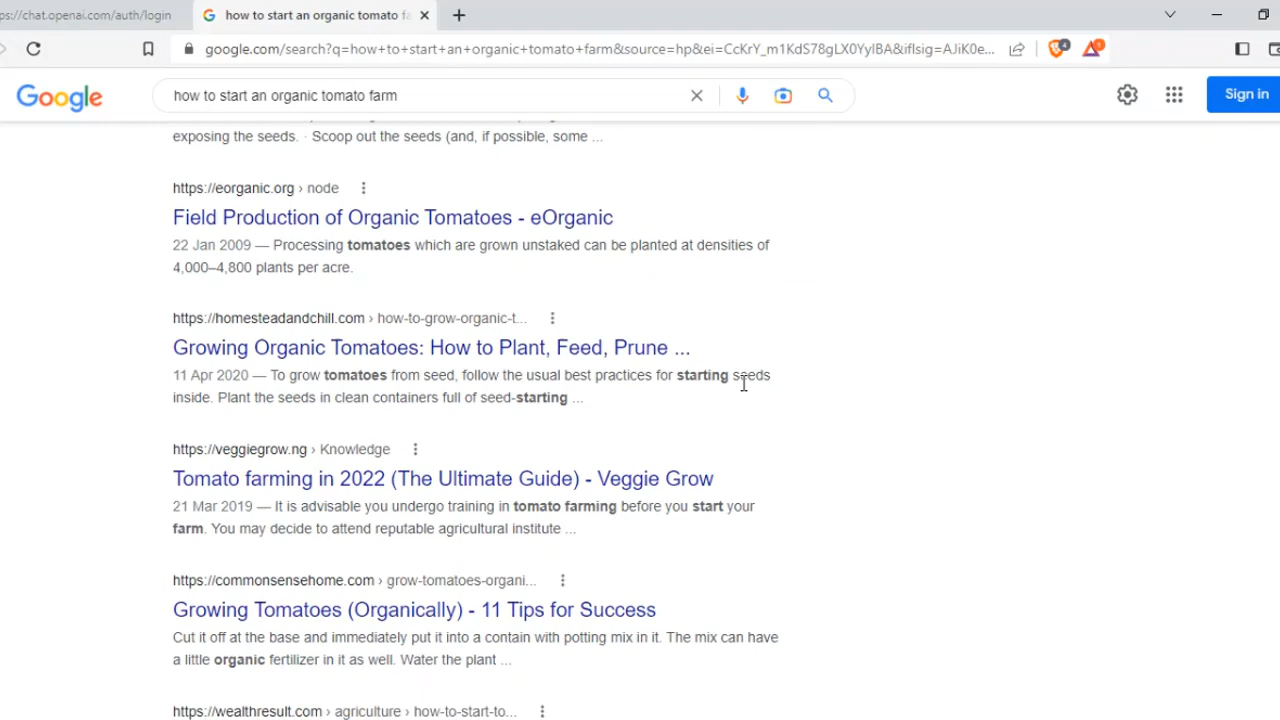 ps://chat.openai.com/auth/login
how to start an organic tomato fa
google.com/search?q=how+to+start+an+organic+tomato+farm&source=hp&ei=CcKrY_m1KdS78gLX0YylBA&iflsig=AJiK0e...
4
1
Google
how to start an organic tomato farm
Sign in
exposing the seeds. · Scoop out the seeds (and, if possible, some ...
https://eorganic.org › node
Field Production of Organic Tomatoes - eOrganic
22 Jan 2009 — Processing tomatoes which are grown unstaked can be planted at densities of
4,000–4,800 plants per acre.
https://homesteadandchill.com › how-to-grow-organic-t...
Growing Organic Tomatoes: How to Plant, Feed, Prune ...
11 Apr 2020 — To grow tomatoes from seed, follow the usual best practices for starting seeds
inside. Plant the seeds in clean containers full of seed-starting ...
https://veggiegrow.ng › Knowledge
Tomato farming in 2022 (The Ultimate Guide) - Veggie Grow
21 Mar 2019 — It is advisable you undergo training in tomato farming before you start your
farm. You may decide to attend reputable agricultural institute ...
https://commonsensehome.com › grow-tomatoes-organi...
Growing Tomatoes (Organically) - 11 Tips for Success
Cut it off at the base and immediately put it into a contain with potting mix in it. The mix can have
a little organic fertilizer in it as well. Water the plant ...
https://wealthresult.com › agriculture › how-to-start-to...